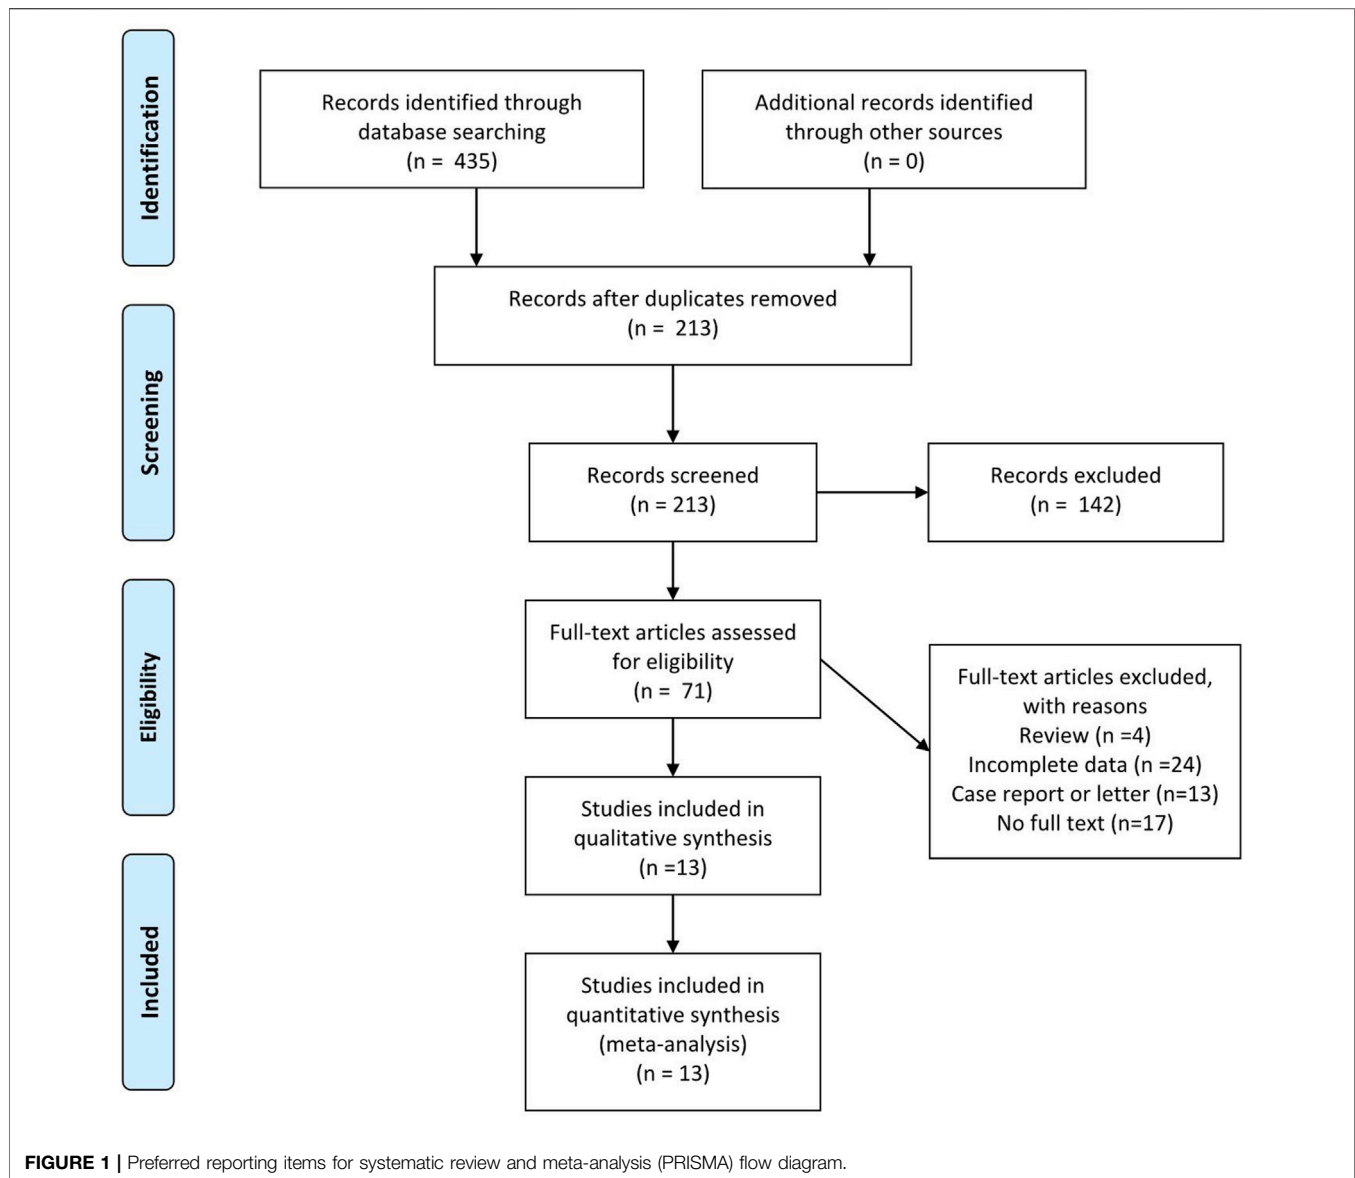 Identification
Records identified through
database searching
(n =  435)
Additional records identified
through other sources
(n = 0)
Records after duplicates removed
(n =  213)
Screening
Records screened
(n = 213)
Records excluded
(n =  142)
Eligibility
Full-text articles assessed
for eligibility
(n =  71)
Full-text articles excluded,
with reasons
Review (n =4)
Incomplete data (n =24)
Case report or letter (n=13)
No full text (n=17)
Studies included in
qualitative synthesis
(n =13)
Included
Studies included in
quantitative synthesis
(meta-analysis)
(n = 13)
FIGURE 1 | Preferred reporting items for systematic review and meta-analysis (PRISMA) flow diagram.